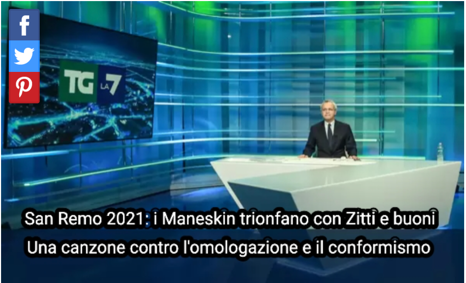 TG LA 7
San Remo 2021: i Maneskin trionfano con Zitti e buoni
Una canzone contro l'omologazione e il conformismo